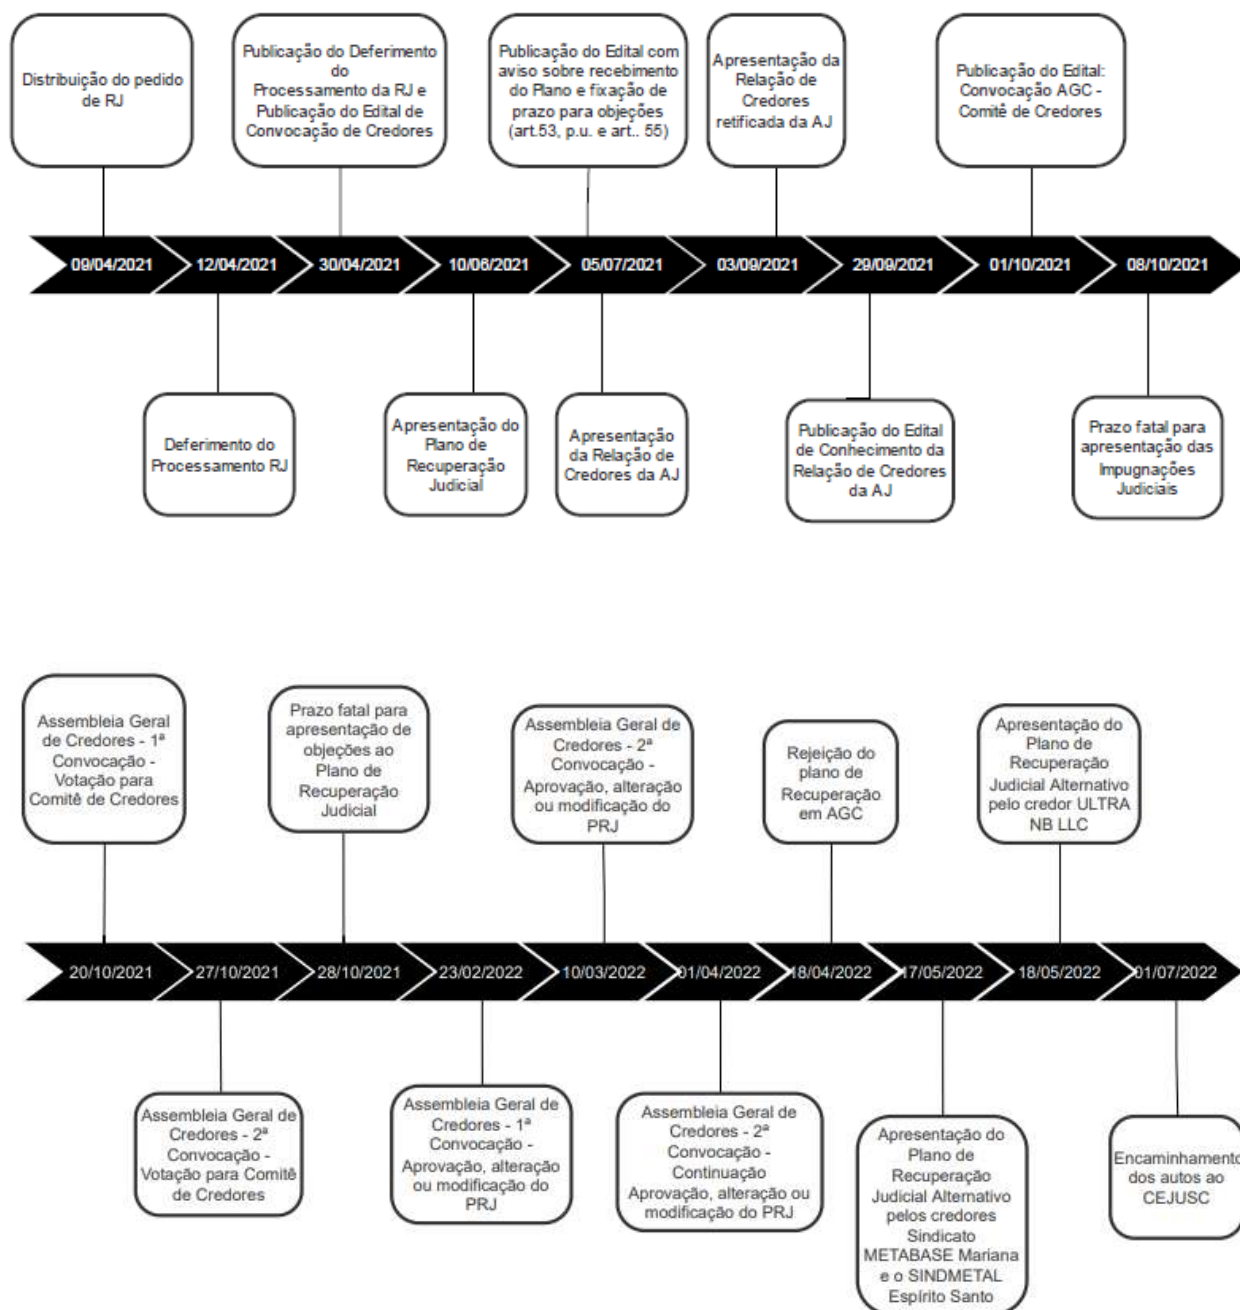 Distribuição do pedido
de RJ
Publicação do Deferimento
do
Processamento da RJ e
Publicação do Edital de
Convocação de Credores
Publicação do Edital com
aviso sobre recebimento
do Plano e fixação de
prazo para objeções
(art.53, p.u. e art.. 55)
Apresentação da
Relação de
Credores
retificada da AJ
Publicação do Edital:
Convocação AGC -
Comitê de Credores
09/04/2021
12/04/2021
30/04/2021
10/06/2021
05/07/2021
03/09/2021
29/09/2021
01/10/2021
08/10/2021
Deferimento do
Processamento RJ
Apresentação do
Plano de
Recuperação
Judicial
Apresentação
da Relação de
Credores da AJ
Publicação do Edital
de Conhecimento da
Relação de Credores
da AJ
Prazo fatal para
apresentação das
Impugnações
Judiciais
Assembleia Geral
de Credores - 1ª
Convocação -
Votação para
Comitê de Credores
Prazo fatal para
apresentação de
objeções ao
Plano de
Recuperação
Judicial
Assembleia Geral de
Credores - 2ª
Convocação -
Aprovação, alteração
ou modificação do
PRJ
Rejeição do
plano de
Recuperação
em AGC
Apresentação do
Plano de
Recuperação
Judicial Alternativo
pelo credor ULTRA
NB LLC
20/10/2021
27/10/2021
28/10/2021
23/02/2022
10/03/2022
01/04/2022
18/04/2022
17/05/2022
18/05/2022
01/07/2022
Assembleia Geral de
Credores - 2ª
Convocação -
Votação para Comitê
de Credores
Assembleia Geral de
Credores - 1ª
Convocação -
Aprovação, alteração
ou modificação do
PRJ
Assembleia Geral de
Credores - 2ª
Convocação -
Continuação
Aprovação, alteração ou
modificação do PRJ
Apresentação do
Plano de
Recuperação
Judicial Alternativo
pelos credores
Sindicato
METABASE Mariana
e o SINDMETAL
Espírito Santo
Encaminhamento
dos autos ao
CEJUSC